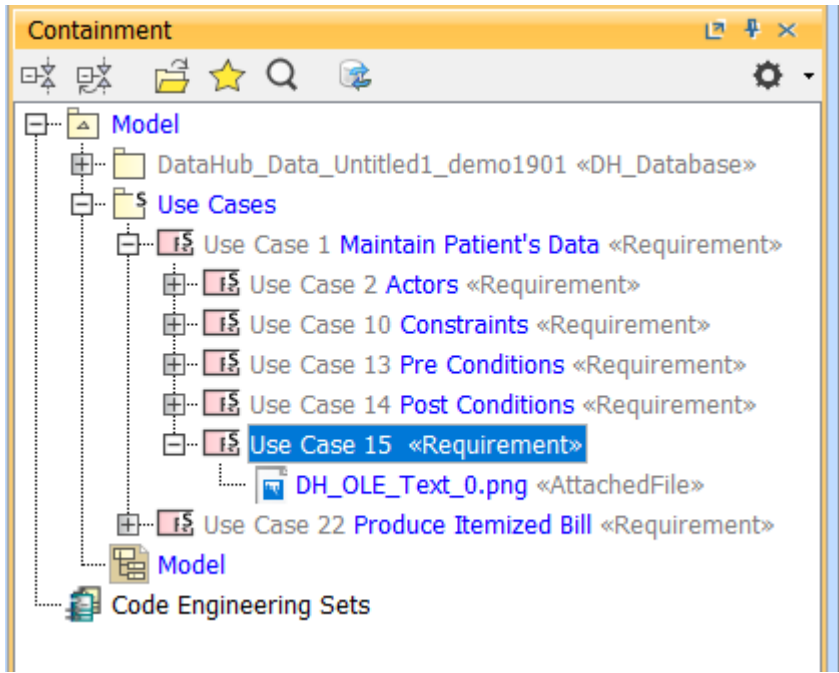 Containment
Model
DataHub_Data_Untitled1_demo1901 «DH_Database»
Use Cases
Use Case 1 Maintain Patient's Data «Requirement»
Use Case 2 Actors «Requirement»
Use Case 10 Constraints «Requirement»
Use Case 13 Pre Conditions «Requirement»
Use Case 14 Post Conditions «Requirement»
Use Case 15 «Requirement»
DH_OLE_Text_0.png «AttachedFile»
Use Case 22 Produce Itemized Bill «Requirement»
Model
Code Engineering Sets